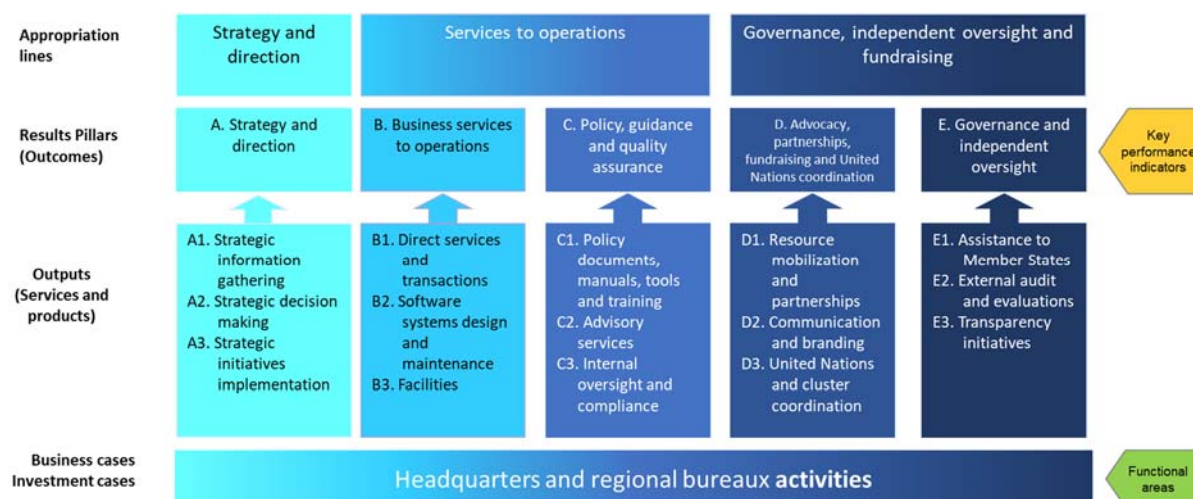 Appropriation
lines
Strategy and
direction
Services to operations
Governance, independent oversight and
fundraising
Results Pillars
(Outcomes)
A. Strategy and
direction
B. Business services
to operations
C. Policy, guidance
and quality
assurance
D. Advocacy,
partnerships,
fundraising and United
Nations coordination
E. Governance and
independent
oversight
Key
performance
indicators
Outputs
(Services and
products)
A1. Strategic
information
gathering
A2. Strategic decision
making
A3. Strategic
initiatives
implementation
B1. Direct services
and
transactions
B2. Software
systems design
and
maintenance
B3. Facilities
C1. Policy
documents,
manuals, tools
and training
C2. Advisory
services
C3. Internal
oversight and
compliance
D1. Resource
mobilization
and
partnerships
D2. Communication
and branding
D3. United Nations
and cluster
coordination
E1. Assistance to
Member States
E2. External audit
and evaluations
E3. Transparency
initiatives
Business cases
Investment cases
Headquarters and regional bureaux activities
Functional
areas